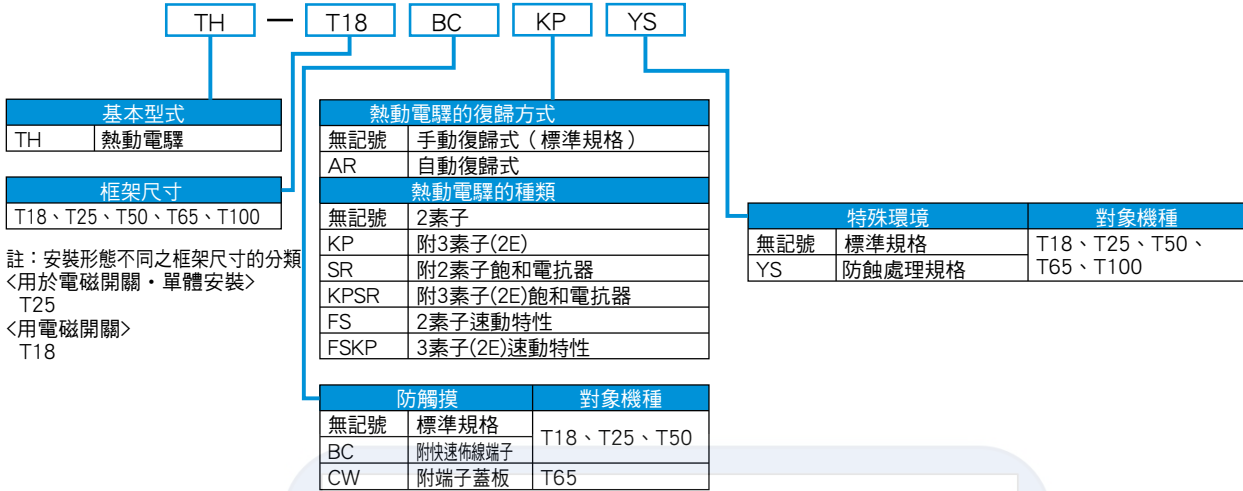 TH — T18 BC KP YS
基本型式
TH 熱動電驛
框架尺寸
T18、T25、T50、T65、T100
註：安裝形態不同之框架尺寸的分類
<用於電磁開關・單體安裝>
T25
<用電磁開關>
T18
熱動電驛的復歸方式
無記號 手動復歸式（標準規格）
AR 自動復歸式
熱動電驛的種類
無記號 2素子
KP 附3素子(2E)
SR 附2素子飽和電抗器
KPSR 附3素子(2E)飽和電抗器
FS 2素子速動特性
FSKP 3素子(2E)速動特性
防觸摸 對象機種
無記號 標準規格 T18、T25、T50
BC 附快速佈線端子
CW 附端子蓋板 T65
特殊環境 對象機種
無記號 標準規格 T18、T25、T50、
YS 防蝕處理規格 T65、T100